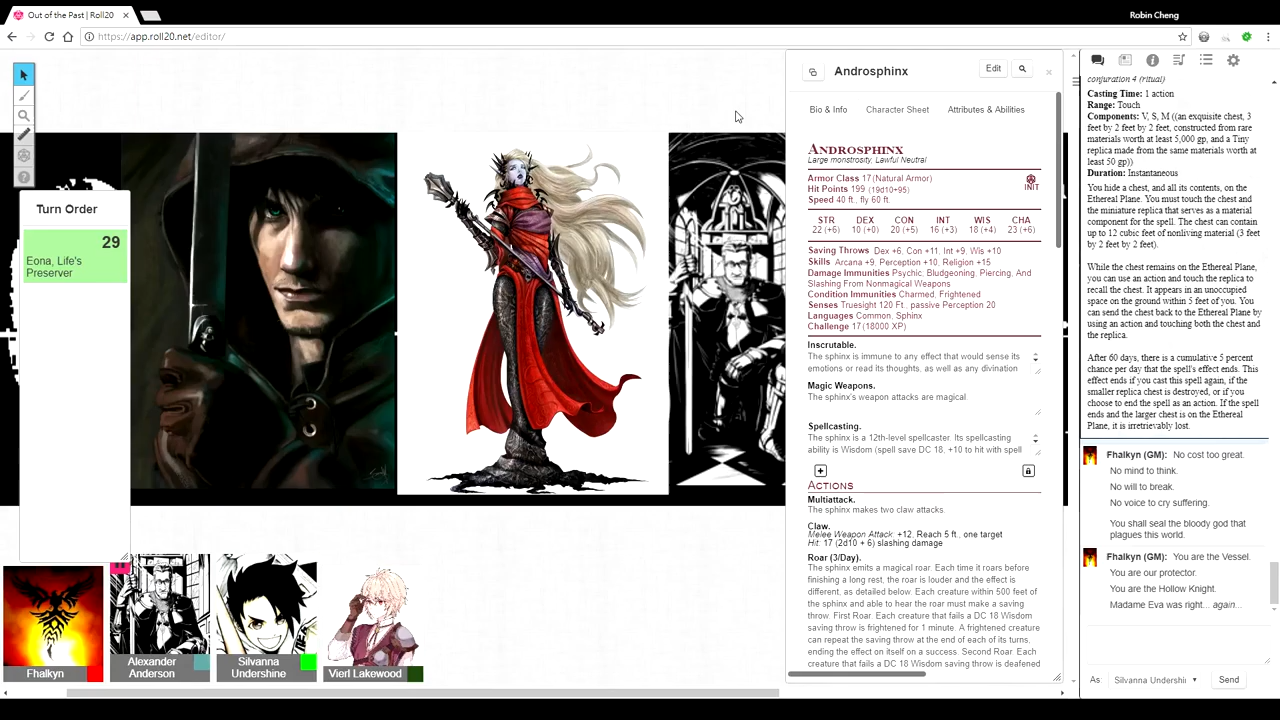 Out of the Past | Roll20
Robin Cheng
https://app.roll20.net/editor/
Turn Order
29
Eona, Life's
Preserver
Fhalkyn
Alexander
Anderson
Silvanna
Undershine
Vierl Lakewood
Androsphinx
Edit
Bio & Info
Character Sheet
Attributes & Abilities
ANDROSPHINX
Large monstrosity, Lawful Neutral
Armor Class 17 (Natural Armor)
Hit Points 199 (19d10+95)
Speed 40 ft., fly 60 ft.
INIT
STR DEX CON INT WIS CHA
22 (+6) 10 (+0) 20 (+5) 16 (+3) 18 (+4) 23 (+6)
Saving Throws Dex +6, Con +11, Int +9, Wis +10
Skills Arcana +9, Perception +10, Religion +15
Damage Immunities Psychic, Bludgeoning, Piercing, And
Slashing From Nonmagical Weapons
Condition Immunities Charmed, Frightened
Senses Truesight 120 Ft., passive Perception 20
Languages Common, Sphinx
Challenge 17 (18000 XP)
Inscrutable.
The sphinx is immune to any effect that would sense its
emotions or read its thoughts, as well as any divination
Magic Weapons.
The sphinx's weapon attacks are magical.
Spellcasting.
The sphinx is a 12th-level spellcaster. Its spellcasting
ability is Wisdom (spell save DC 18, +10 to hit with spell
ACTIONS
Multiattack.
The sphinx makes two claw attacks.
Claw.
Melee Weapon Attack: +12, Reach 5 ft., one target
Hit: 17 (2d10 + 6) slashing damage
Roar (3/Day).
The sphinx emits a magical roar. Each time it roars before
finishing a long rest, the roar is louder and the effect is
different, as detailed below. Each creature within 500 feet of
the sphinx and able to hear the roar must make a saving
throw. First Roar. Each creature that fails a DC 18 Wisdom
saving throw is frightened for 1 minute. A frightened creature
can repeat the saving throw at the end of each of its turns,
ending the effect on itself on a success. Second Roar. Each
creature that fails a DC 18 Wisdom saving throw is deafened
conjuration 4 (ritual)
Casting Time: 1 action
Range: Touch
Components: V, S, M ((an exquisite chest, 3
feet by 2 feet by 2 feet, constructed from rare
materials worth at least 5,000 gp, and a Tiny
replica made from the same materials worth at
least 50 gp))
Duration: Instantaneous
You hide a chest, and all its contents, on the
Ethereal Plane. You must touch the chest and
the miniature replica that serves as a material
component for the spell. The chest can contain
up to 12 cubic feet of nonliving material (3 feet
by 2 feet by 2 feet).
While the chest remains on the Ethereal Plane,
you can use an action and touch the replica to
recall the chest. It appears in an unoccupied
space on the ground within 5 feet of you. You
can send the chest back to the Ethereal Plane by
using an action and touching both the chest and
the replica.
After 60 days, there is a cumulative 5 percent
chance per day that the spell's effect ends. This
effect ends if you cast this spell again, if the
smaller replica chest is destroyed, or if you
choose to end the spell as an action. If the spell
ends and the larger chest is on the Ethereal
Plane, it is irretrievably lost.
Fhalkyn (GM): No cost too great.
No mind to think.
No will to break.
No voice to cry suffering.
You shall seal the bloody god that
plagues this world.
Fhalkyn (GM): You are the Vessel.
You are our protector.
You are the Hollow Knight.
Madame Eva was right... again...
As
Silvanna Undershi
Send